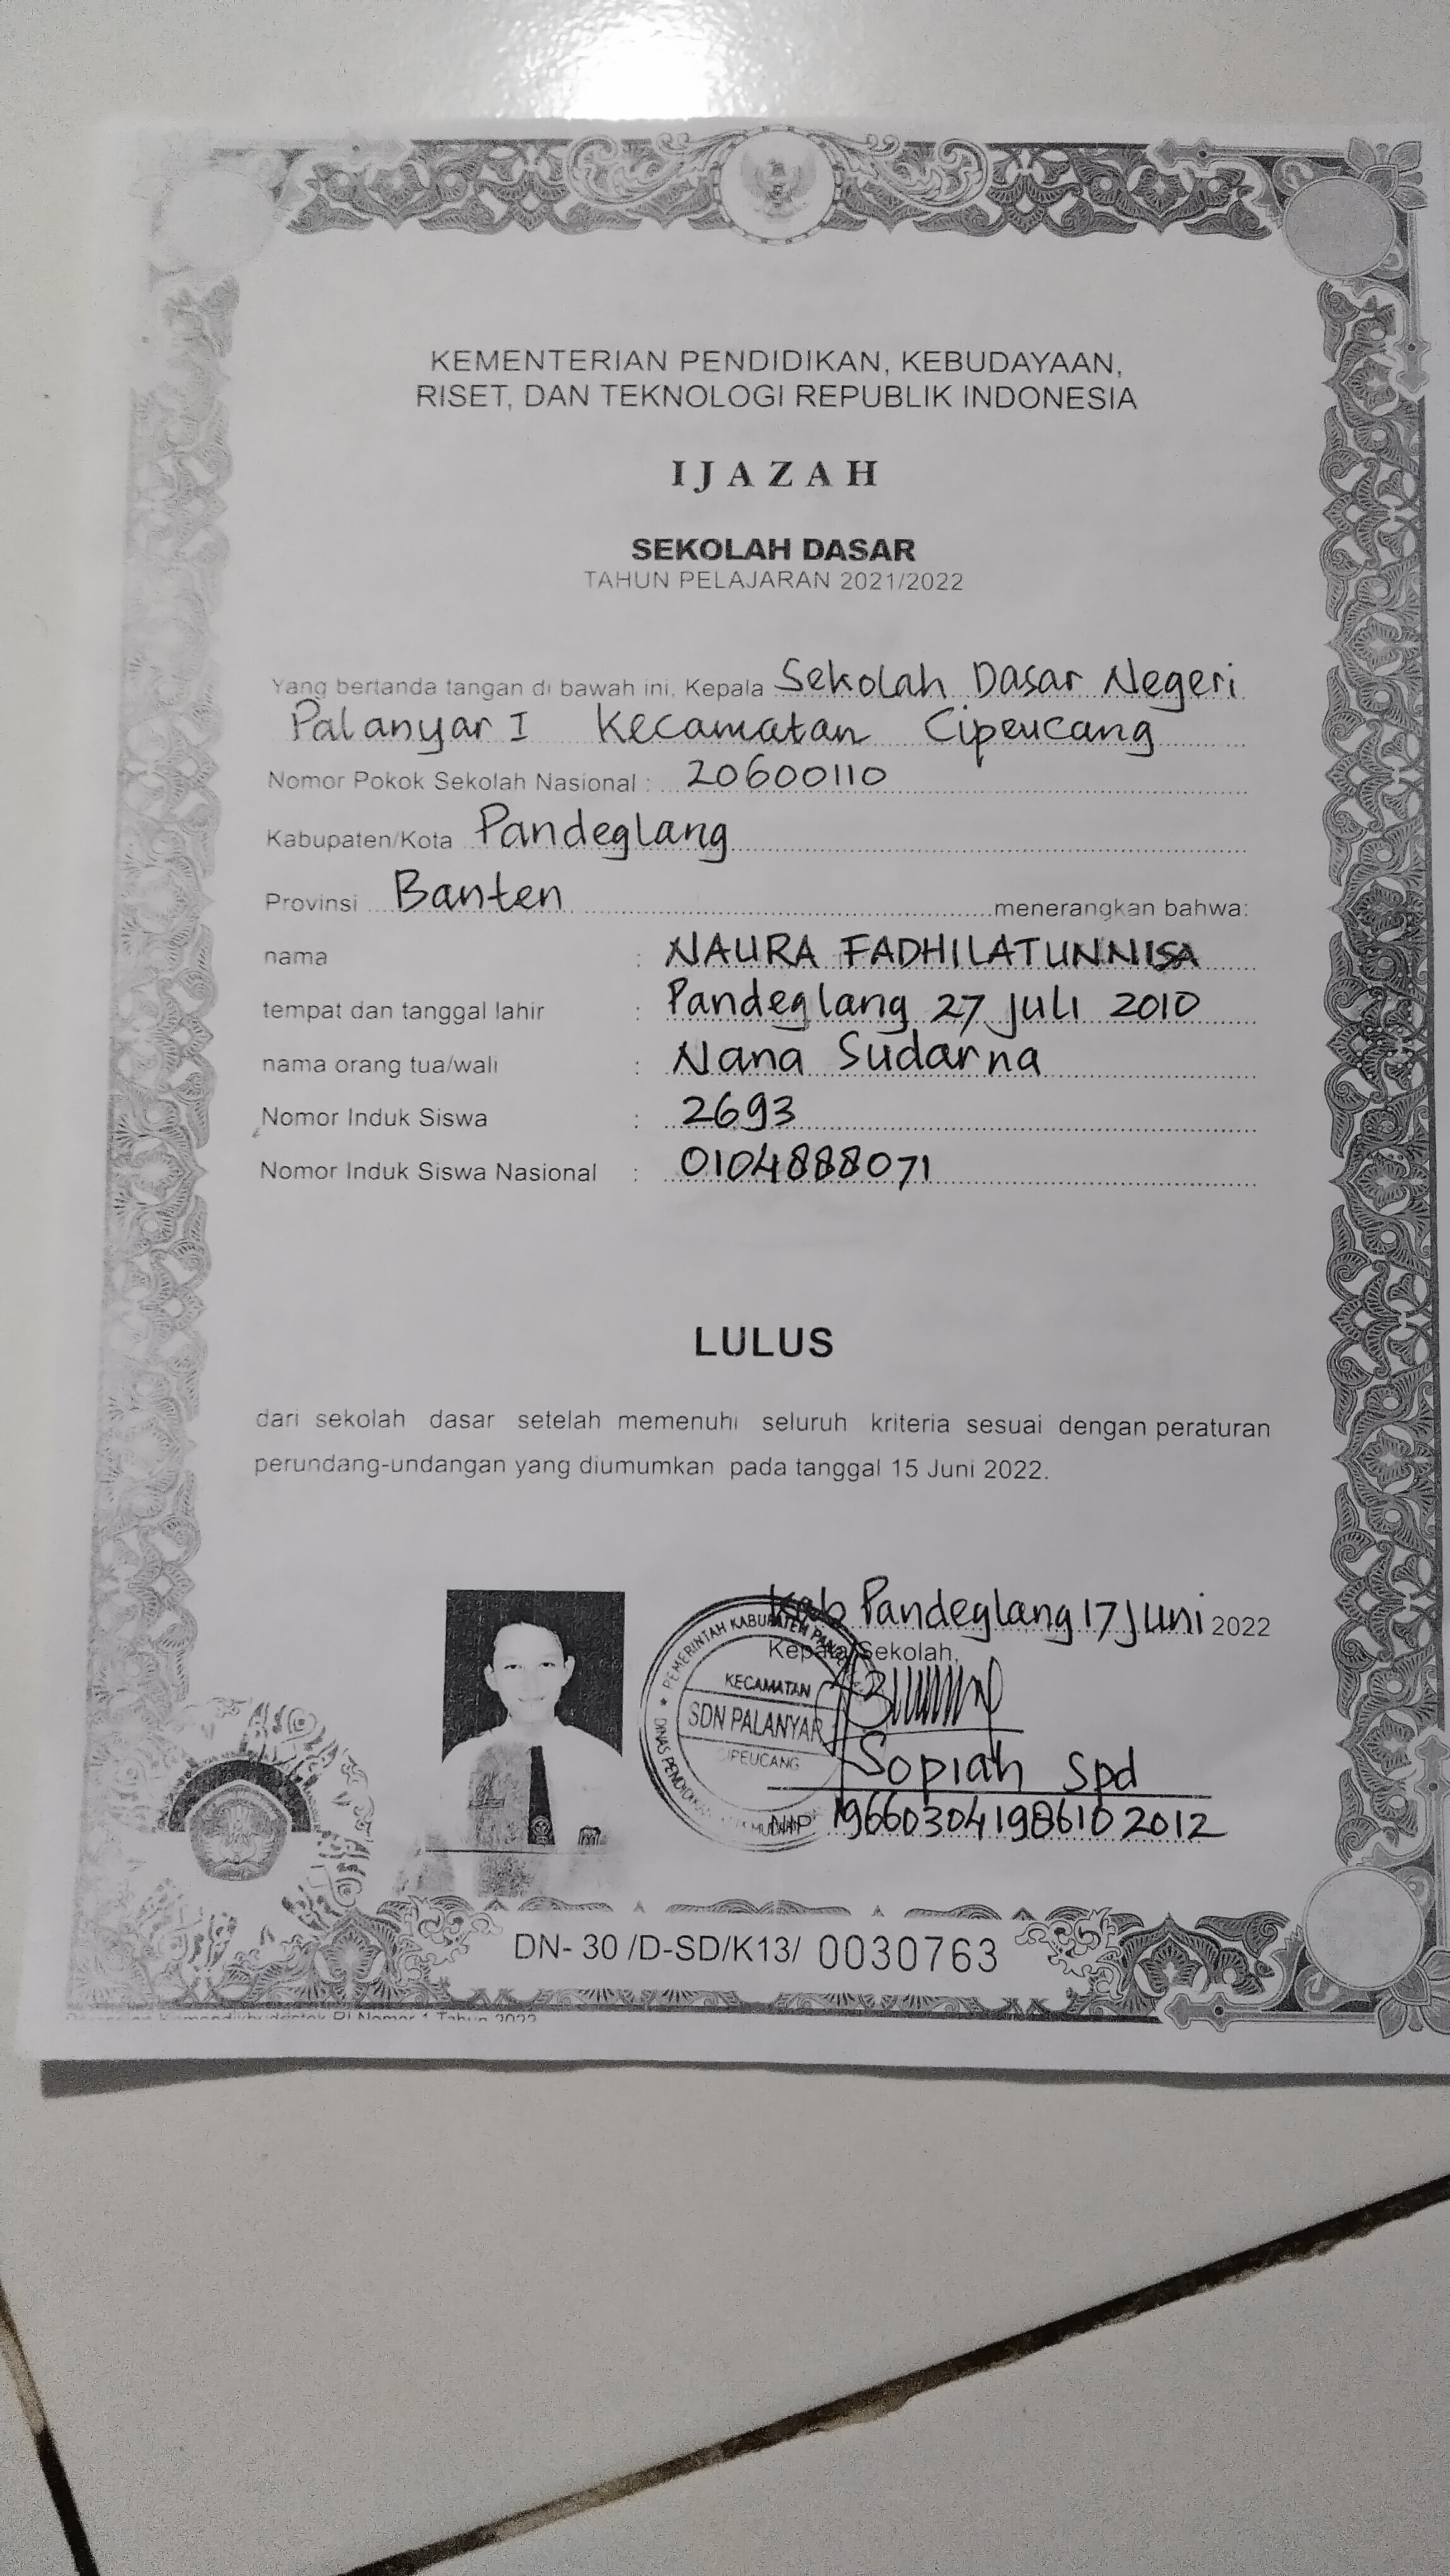 KEMENTERIAN PENDIDIKAN, KEBUDAYAAN,
RISET, DAN TEKNOLOGI REPUBLIK INDONESIA
IJAZAH
SEKOLAH DASAR
TAHUN PELAJARAN 2021/2022
Yang bertanda tangan di bawah ini, Kepala Sekolah Dasar Negeri
Palanyar I Kecamatan Cipeucang
Nomor Pokok Sekolah Nasional : 20600110
Kabupaten/Kota Pandeglang
Provinsi Banten menerangkan bahwa:
nama : NAURA FADHILATUNNISA
tempat dan tanggal lahir : Pandeglang 27 Juli 2010
nama orang tua/wali : Nana Sudarna
Nomor Induk Siswa : 2693
Nomor Induk Siswa Nasional : 0104888071
LULUS
dari sekolah dasar setelah memenuhi seluruh kriteria sesuai dengan peraturan
perundang-undangan yang diumumkan pada tanggal 15 Juni 2022.
Kab Pandeglang 17 Juni 2022
Kepala Sekolah,
PEMERINTAH KABUPATEN
KECAMATAN
SDN PALANYAR
CIPEUCANG
Sopiah Spd
NIP 196603041986102012
DN- 30 /D-SD/K13/ 0030763
RI Nomor 1 Tahun 2022